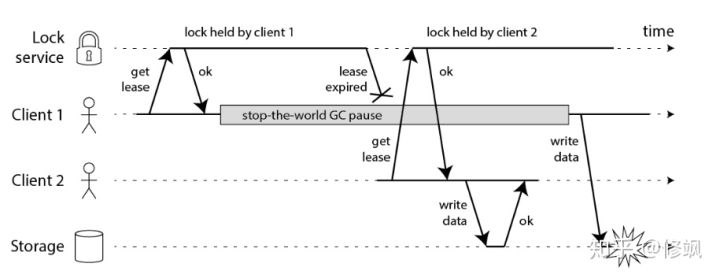 lock held by client 1
lock held by client 2
time
Lock
service
get
lease
ok
lease
expired
ok
Client 1
stop-the-world GC pause
get
lease
write
data
Client 2
write
data
ok
Storage
知乎 @修飒